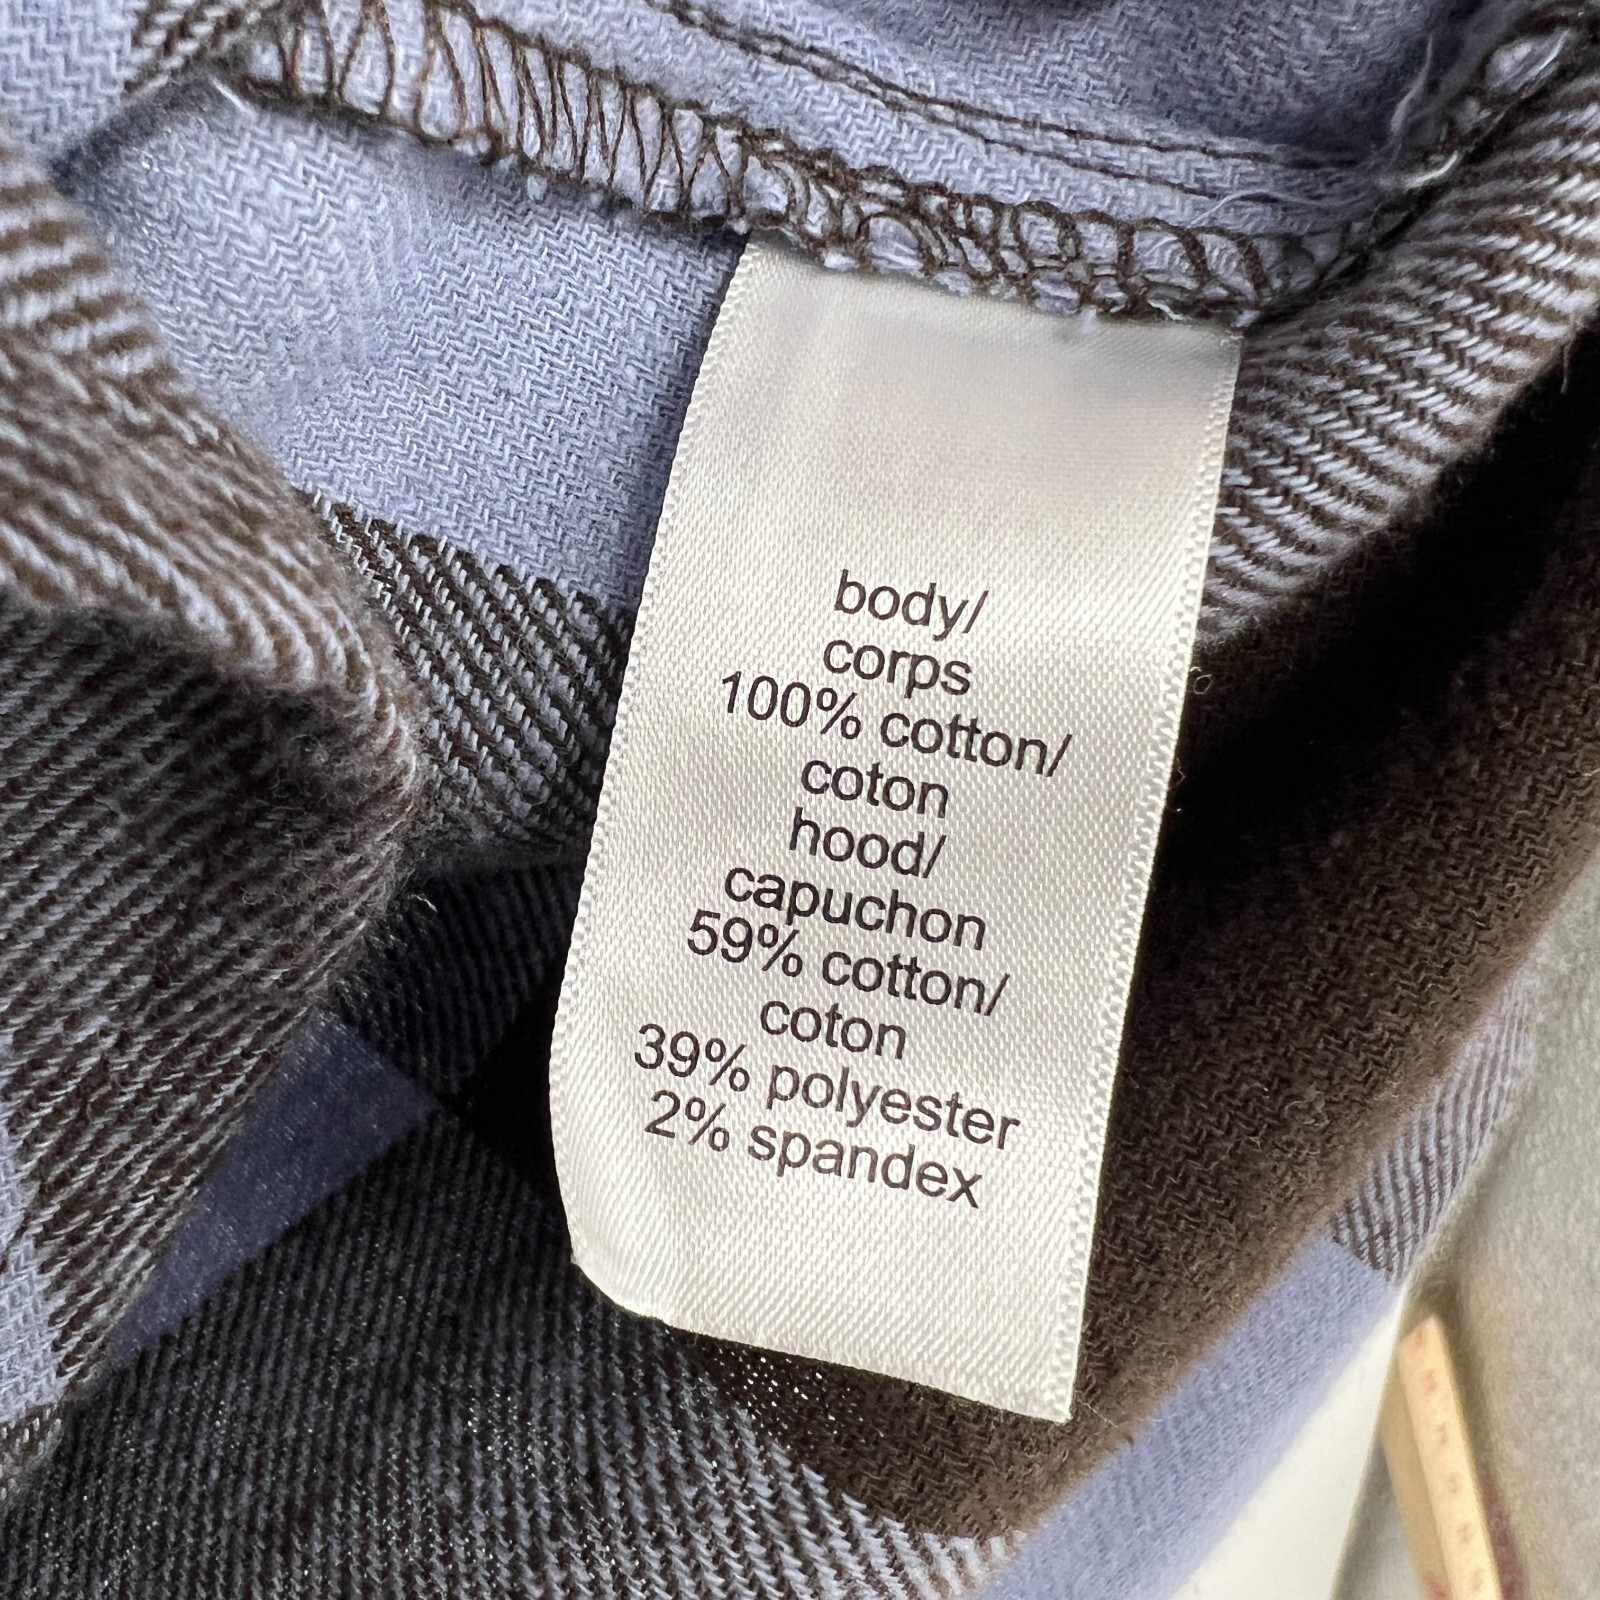 body/
corps
100% cotton/
coton
hood/
capuchon
59% cotton/
coton
39% polyester
2% spandex